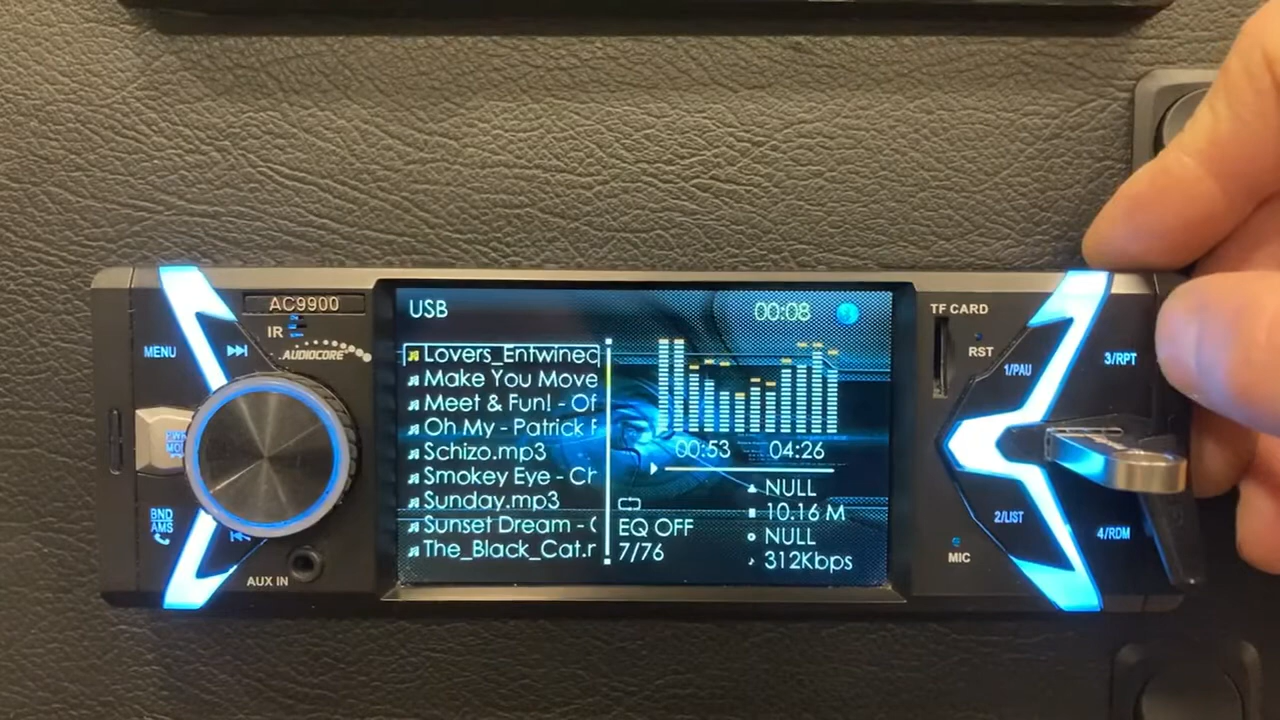 AC9900
IR
AUDIOCORE
MENU
BND
AMS
AUX IN
USB
00:08
Lovers_Entwined
Make You Move
Meet & Fun! - Of
Oh My - Patrick
Schizo.mp3
Smokey Eye - Ch
Sunday.mp3
Sunset Dream -
The_Black_Cat.
00:53 04:26
EQ OFF
7/76
NULL
10.16 M
NULL
312Kbps
TF CARD
RST
1/PAU
3/RPT
2/LIST
4/RDM
MIC